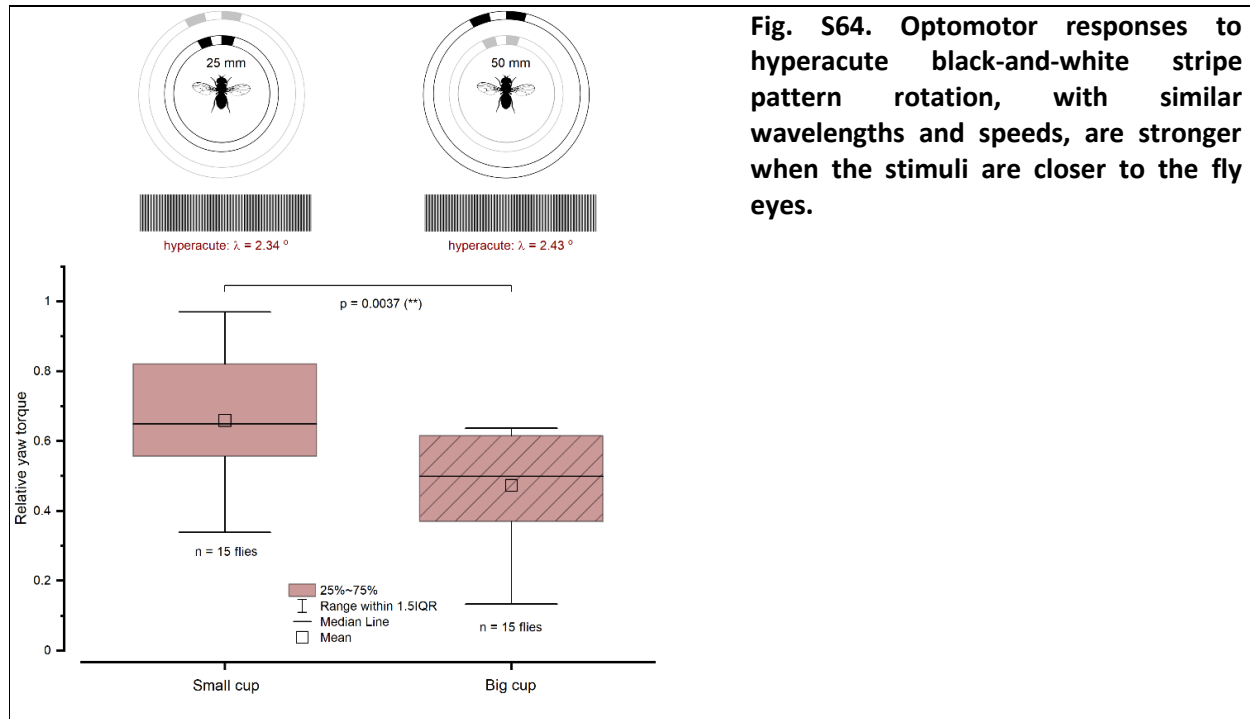 25 mm
50 mm
hyperacute: λ = 2.34 º
hyperacute: λ = 2.43 º
Fig. S64. Optomotor responses to
hyperacute black-and-white stripe
pattern rotation, with similar
wavelengths and speeds, are stronger
when the stimuli are closer to the fly
eyes.
p = 0.0037 (**)
Relative yaw torque
1
0.8
0.6
0.4
0.2
0
n = 15 flies
n = 15 flies
25%~75%
Range within 1.5IQR
Median Line
Mean
Small cup
Big cup